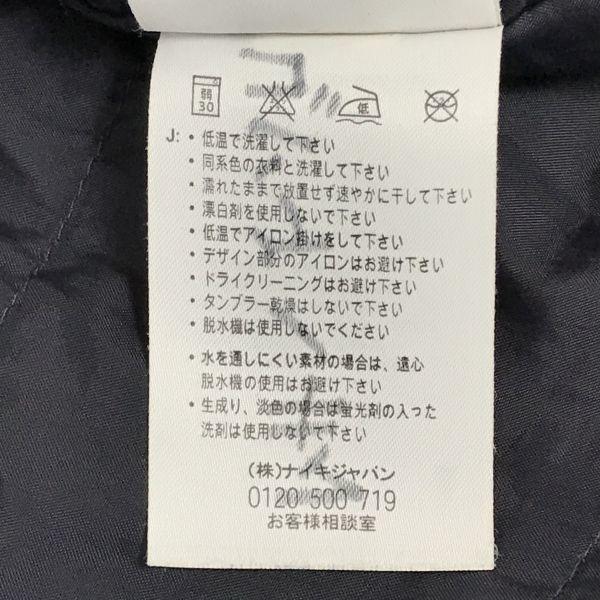 弱
30
低
J: • 低温で洗濯して下さい
• 同系色の衣料と洗濯して下さい
• 濡れたままで放置せず速やかに干して下さい
• 漂白剤を使用しないで下さい
• 低温でアイロン掛けをして下さい
• デザイン部分のアイロンはお避け下さい
• ドライクリーニングはお避け下さい
• タンブラー乾燥はしないで下さい
• 脱水機は使用しないでください
• 水を通しにくい素材の場合は、遠心
脱水機の使用はお避け下さい
• 生成り、淡色の場合は蛍光剤の入った
洗剤は使用しないで下さい
(株)ナイキジャパン
0120 500 719
お客様相談室